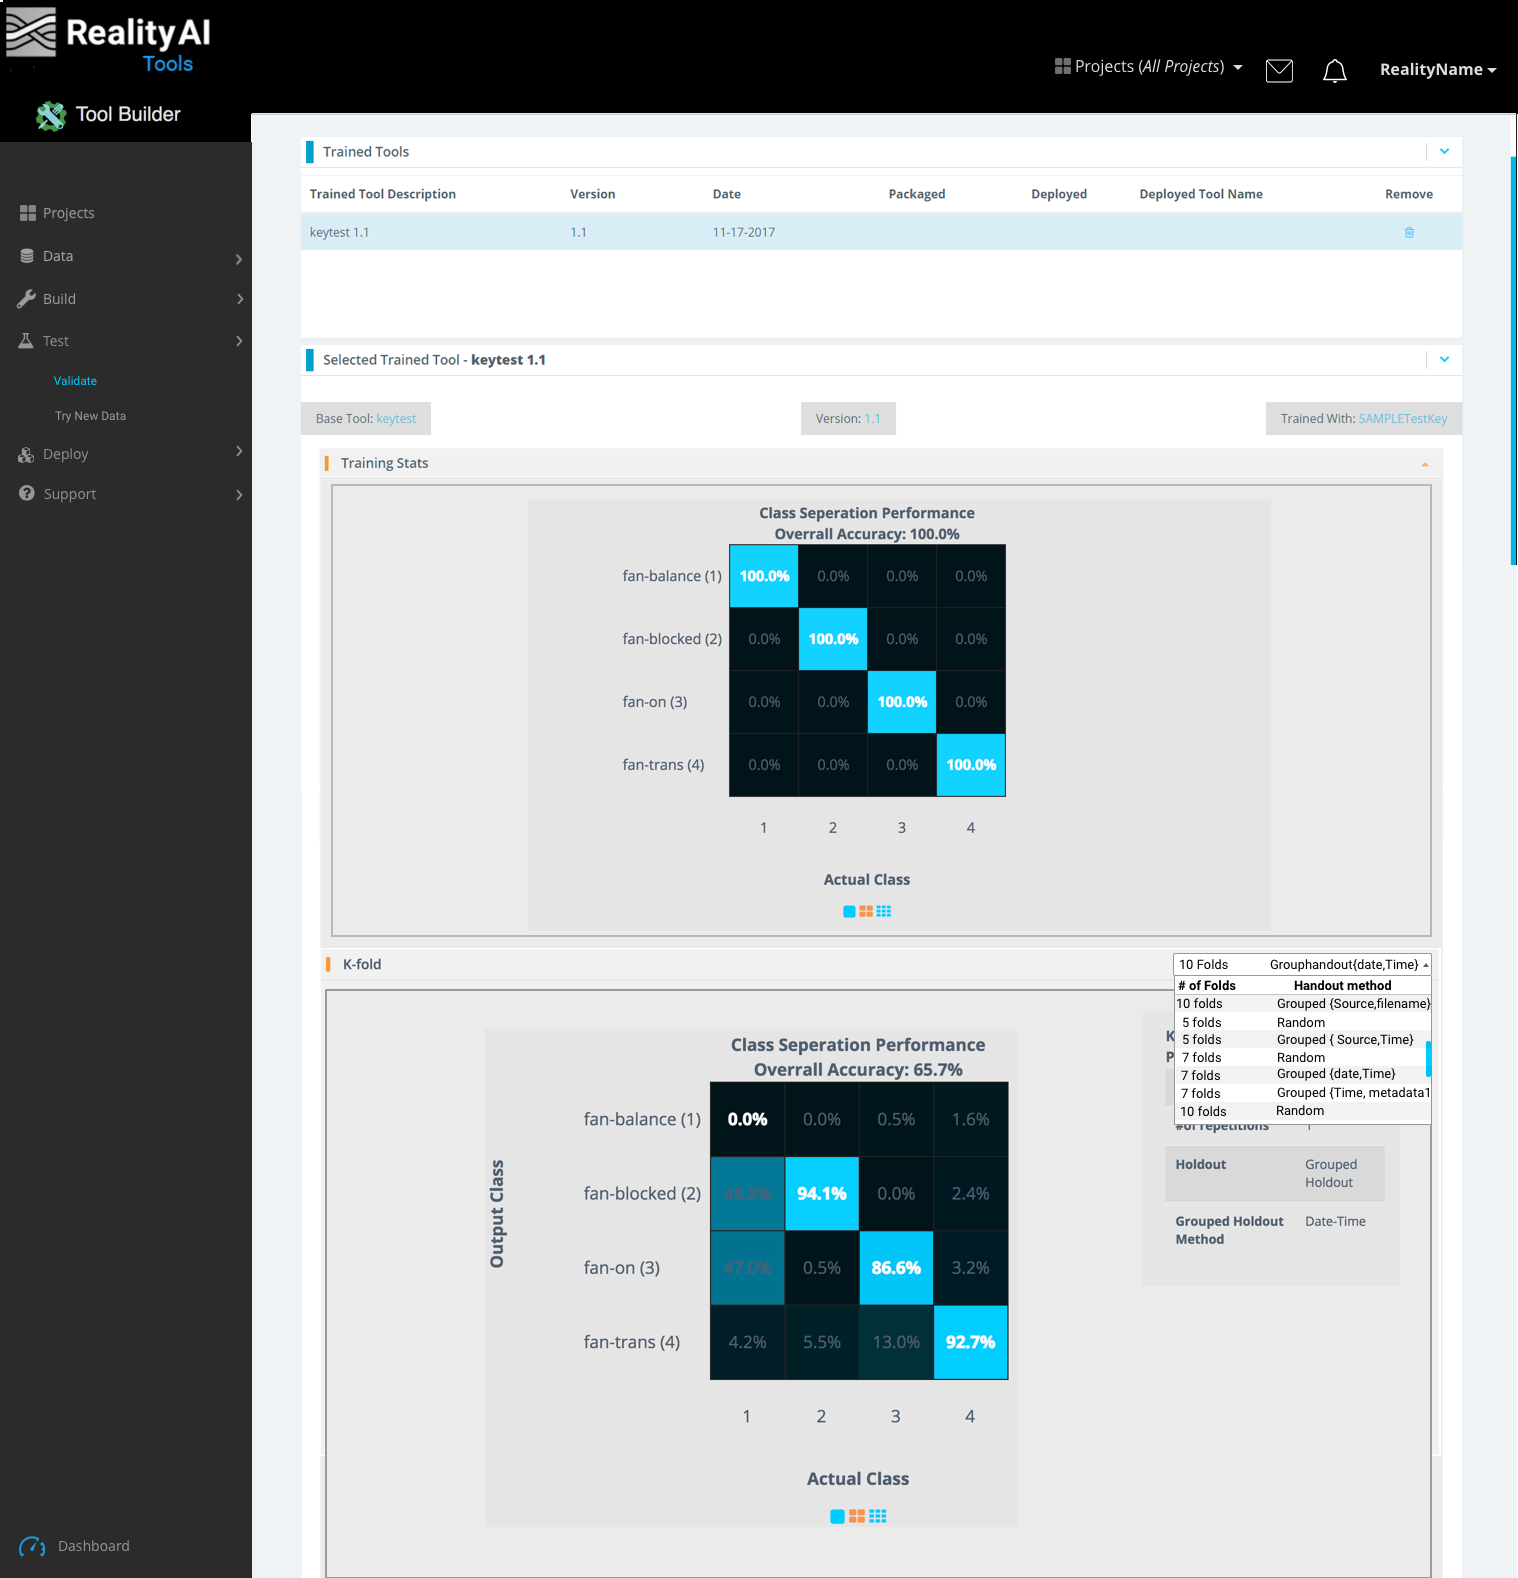 Reality AI
Tools
Tool Builder
Projects (All Projects)
RealityName
Projects
Data
Build
Test
Validate
Try New Data
Deploy
Support
Dashboard
Trained Tools
Trained Tool Description Version Date Packaged Deployed Deployed Tool Name Remove
keytest 1.1 1.1 11-17-2017
Selected Trained Tool - keytest 1.1
Base Tool: keytest Version: 1.1 Trained With: SAMPLETestKey
Training Stats
Class Seperation Performance
Overrall Accuracy: 100.0%
fan-balance (1) 100.0% 0.0% 0.0% 0.0%
fan-blocked (2) 0.0% 100.0% 0.0% 0.0%
fan-on (3) 0.0% 0.0% 100.0% 0.0%
fan-trans (4) 0.0% 0.0% 0.0% 100.0%
1 2 3 4
Actual Class
K-fold
10 Folds Grouphandout{date,Time}
# of Folds Handout method
10 folds Grouped {Source,filename}
5 folds Random
5 folds Grouped { Source,Time}
7 folds Random
7 folds Grouped {date,Time}
7 folds Grouped {Time, metadata1
10 folds Random
K
P
#of repetitions 1
Holdout Grouped
Holdout
Grouped Holdout Date-Time
Method
Class Seperation Performance
Overrall Accuracy: 65.7%
Output Class
fan-balance (1) 0.0% 0.0% 0.5% 1.6%
fan-blocked (2) 48.8% 94.1% 0.0% 2.4%
fan-on (3) 47.0% 0.5% 86.6% 3.2%
fan-trans (4) 4.2% 5.5% 13.0% 92.7%
1 2 3 4
Actual Class